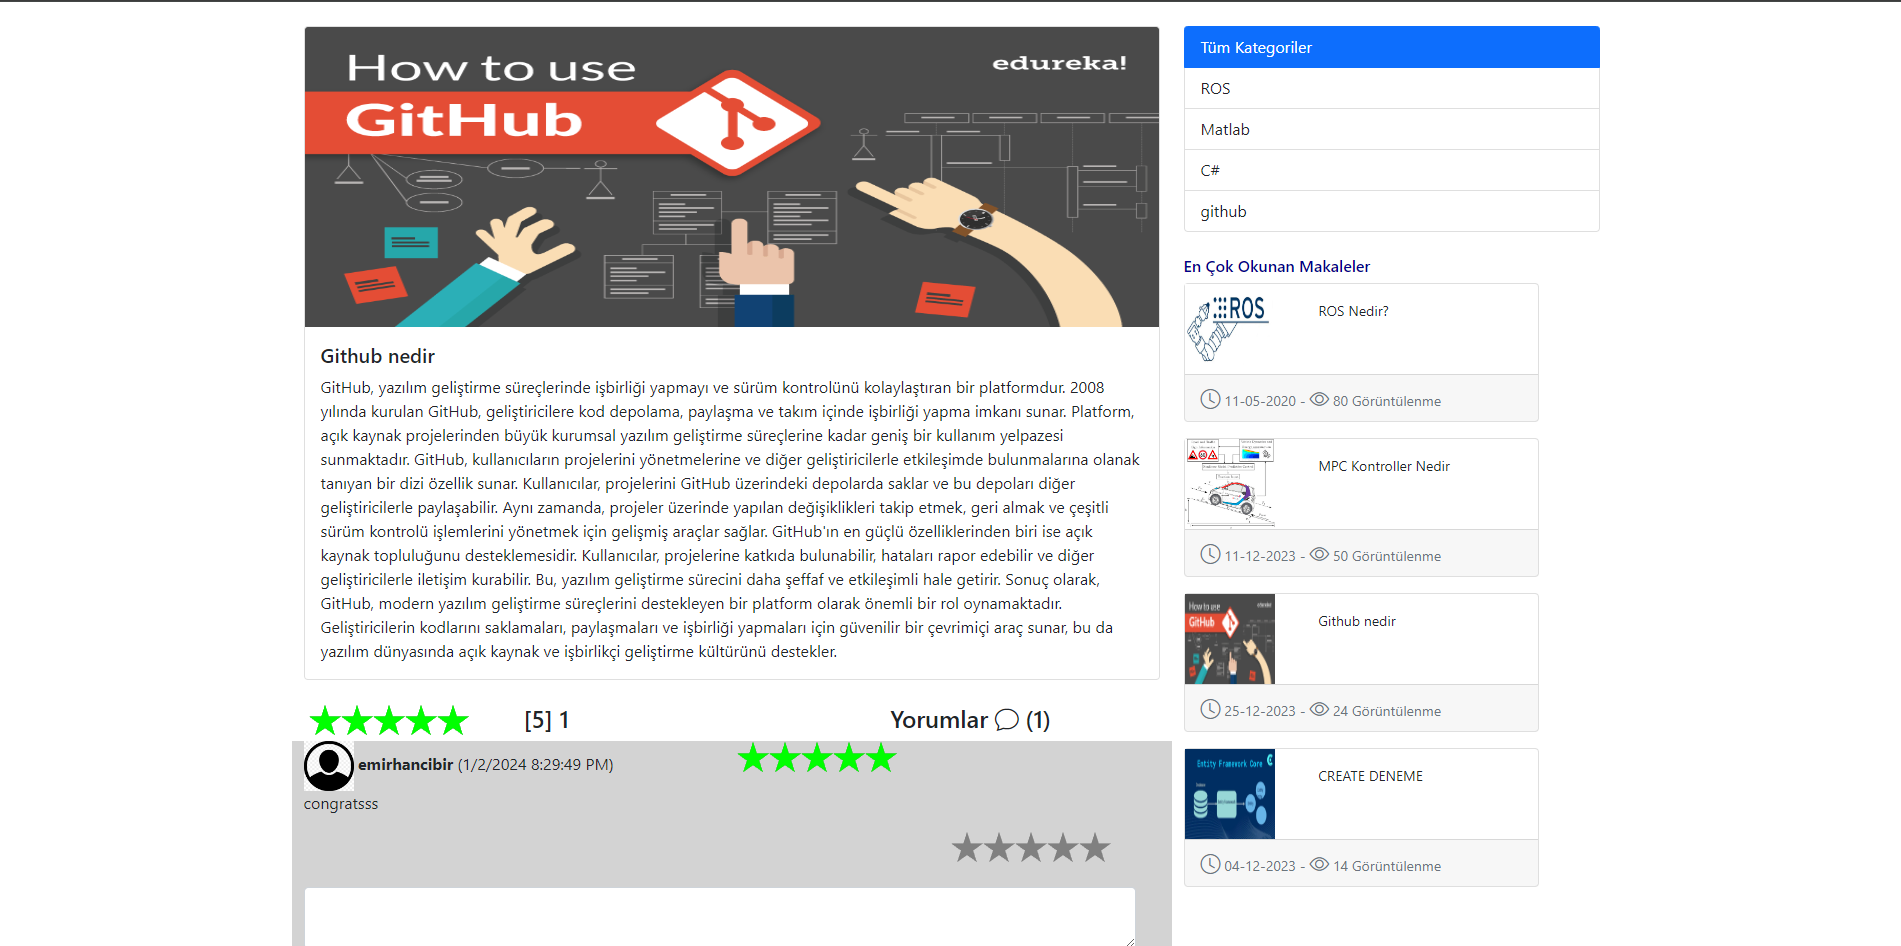 How to use
GitHub
edureka!
Github nedir
GitHub, yazılım geliştirme süreçlerinde işbirliği yapmayı ve sürüm kontrolünü kolaylaştıran bir platformdur. 2008
yılında kurulan GitHub, geliştiricilere kod depolama, paylaşma ve takım içinde işbirliği yapma imkanı sunar. Platform,
açık kaynak projelerinden büyük kurumsal yazılım geliştirme süreçlerine kadar geniş bir kullanım yelpazesi
sunmaktadır. GitHub, kullanıcıların projelerini yönetmelerine ve diğer geliştiricilerle etkileşimde bulunmalarına olanak
tanıyan bir dizi özellik sunar. Kullanıcılar, projelerini GitHub üzerindeki depolarda saklar ve bu depoları diğer
geliştiricilerle paylaşabilir. Aynı zamanda, projeler üzerinde yapılan değişiklikleri takip etmek, geri almak ve çeşitli
sürüm kontrolü işlemlerini yönetmek için gelişmiş araçlar sağlar. GitHub'ın en güçlü özelliklerinden biri ise açık
kaynak topluluğunu desteklemesidir. Kullanıcılar, projelerine katkıda bulunabilir, hataları rapor edebilir ve diğer
geliştiricilerle iletişim kurabilir. Bu, yazılım geliştirme sürecini daha şeffaf ve etkileşimli hale getirir. Sonuç olarak,
GitHub, modern yazılım geliştirme süreçlerini destekleyen bir platform olarak önemli bir rol oynamaktadır.
Geliştiricilerin kodlarını saklamaları, paylaşmaları ve işbirliği yapmaları için güvenilir bir çevrimiçi araç sunar, bu da
yazılım dünyasında açık kaynak ve işbirlikçi geliştirme kültürünü destekler.
[5] 1
Yorumlar (1)
emirhancibir (1/2/2024 8:29:49 PM)
congratsss
Tüm Kategoriler
ROS
Matlab
C#
github
En Çok Okunan Makaleler
ROS
ROS Nedir?
11-05-2020 - 80 Görüntülenme
MPC Kontroller Nedir
11-12-2023 - 50 Görüntülenme
How to use
GitHub
edureka!
Github nedir
25-12-2023 - 24 Görüntülenme
Entity Framework Core
CREATE DENEME
04-12-2023 - 14 Görüntülenme